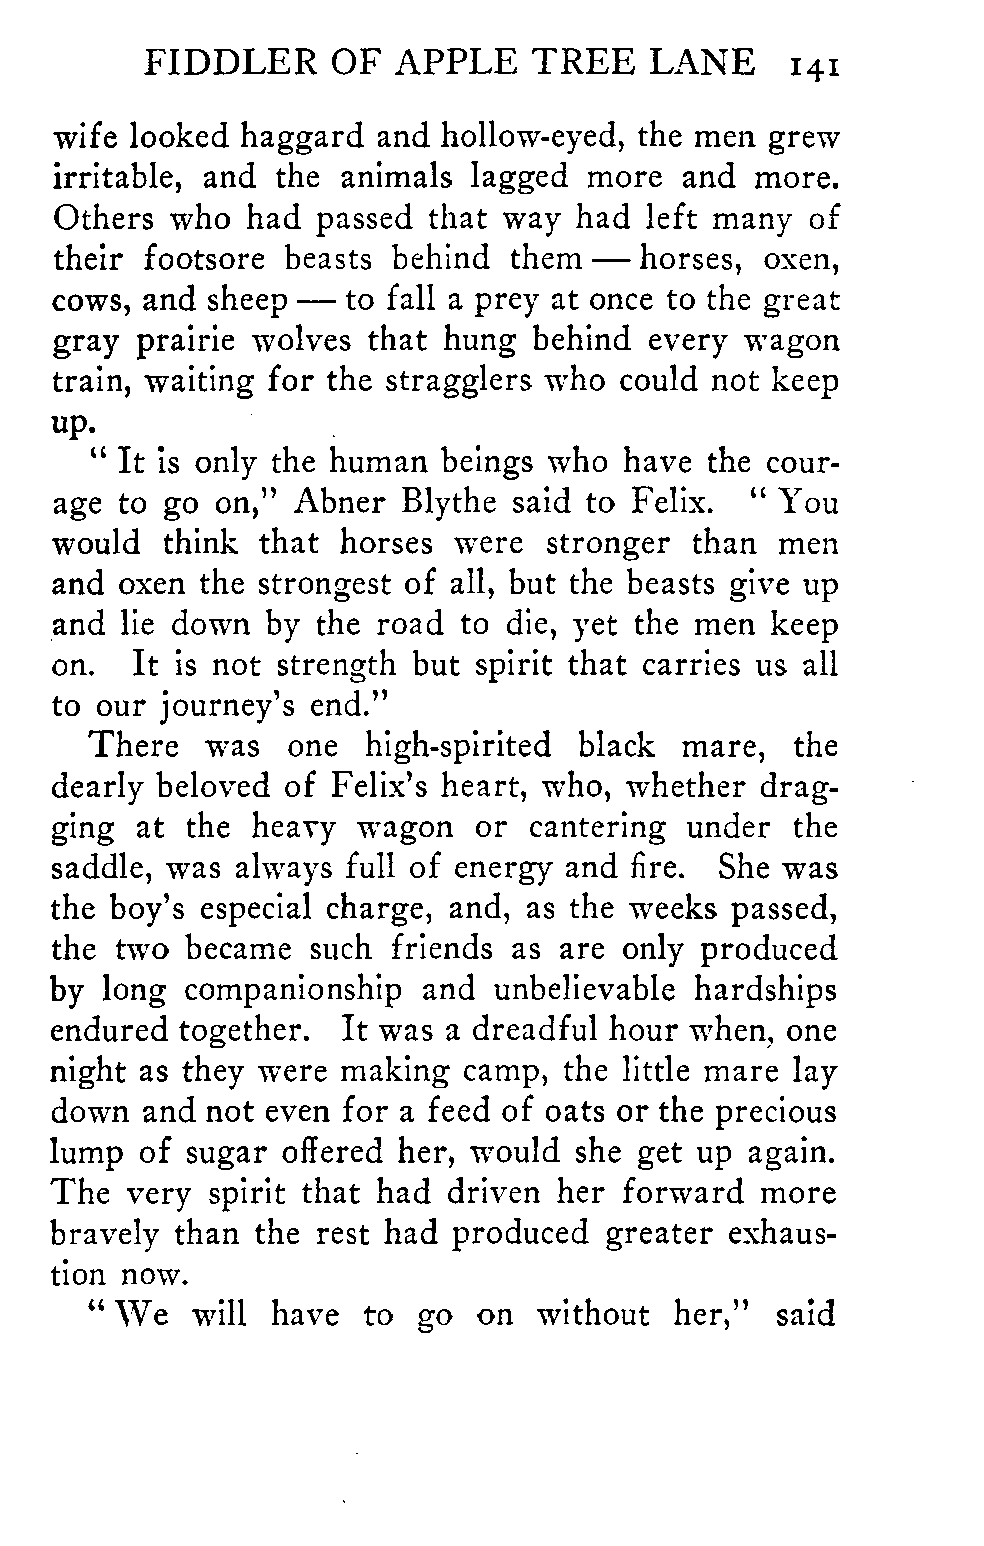 FIDDLER OF APPLE TREE LANE 141
wife looked haggard and hollow-eyed, the men grew
irritable, and the animals lagged more and more.
Others who had passed that way had left many of
their footsore beasts behind them — horses, oxen,
cows, and sheep — to fall a prey at once to the great
gray prairie wolves that hung behind every wagon
train, waiting for the stragglers who could not keep
up.
“ It is only the human beings who have the cour-
age to go on,” Abner Blythe said to Felix. “ You
would think that horses were stronger than men
and oxen the strongest of all, but the beasts give up
and lie down by the road to die, yet the men keep
on. It is not strength but spirit that carries us all
to our journey's end.”
There was one high-spirited black mare, the
dearly beloved of Felix's heart, who, whether drag-
ging at the heavy wagon or cantering under the
saddle, was always full of energy and fire. She was
the boy's especial charge, and, as the weeks passed,
the two became such friends as are only produced
by long companionship and unbelievable hardships
endured together. It was a dreadful hour when, one
night as they were making camp, the little mare lay
down and not even for a feed of oats or the precious
lump of sugar offered her, would she get up again.
The very spirit that had driven her forward more
bravely than the rest had produced greater exhaus-
tion now.
“ We will have to go on without her,” said